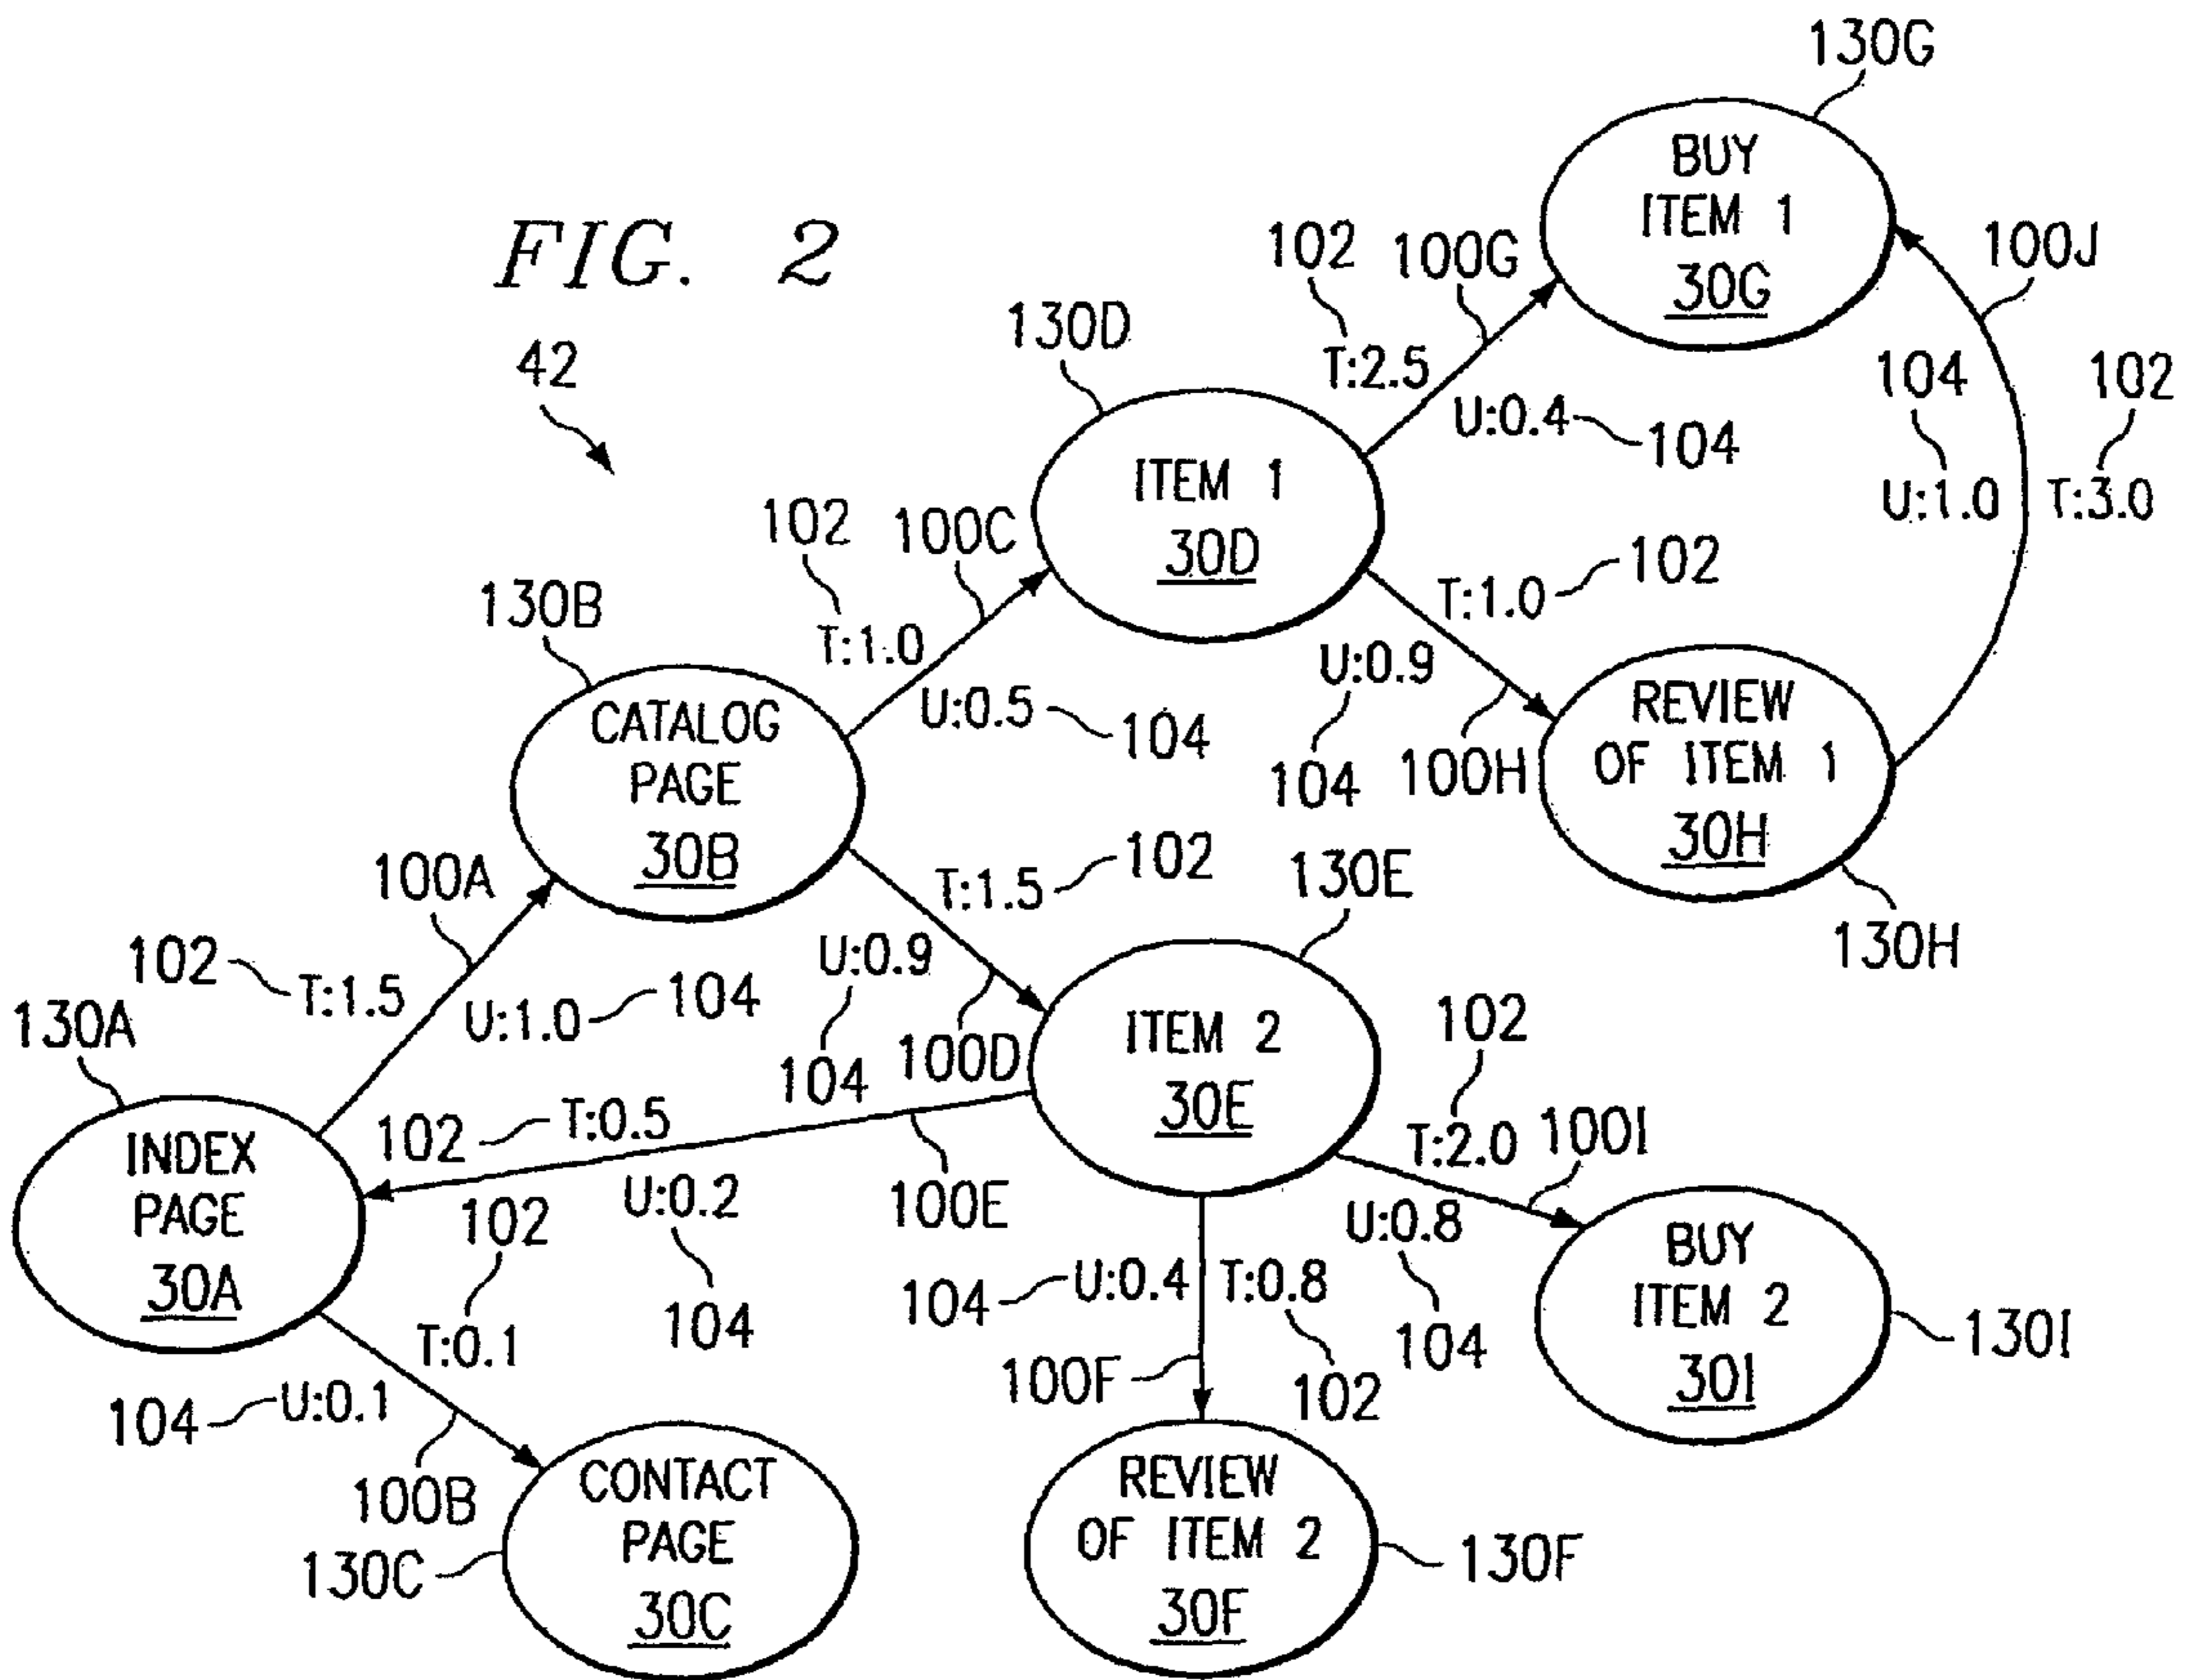 130G
BUY
ITEM 1
30G
FIG. 2
102
100G
100J
130D
42
T:2.5
104
102
U:0.4
104
ITEM 1
30D
U:1.0
T:3.0
102
100C
T:1.0
102
130B
T:1.0
U:0.9
REVIEW
OF ITEM 1
30H
CATALOG
PAGE
30B
U:0.5
104
104
100H
100A
T:1.5
102
130E
130H
102
T:1.5
U:1.0
104
U:0.9
104
100D
ITEM 2
30E
102
130A
102
T:0.5
T:2.0
100I
INDEX
PAGE
30A
102
U:0.2
104
100E
U:0.8
104
BUY
ITEM 2
30I
130I
104
U:0.4
T:0.8
102
T:0.1
104
U:0.1
100F
100B
CONTACT
PAGE
30C
130C
REVIEW
OF ITEM 2
30F
130F